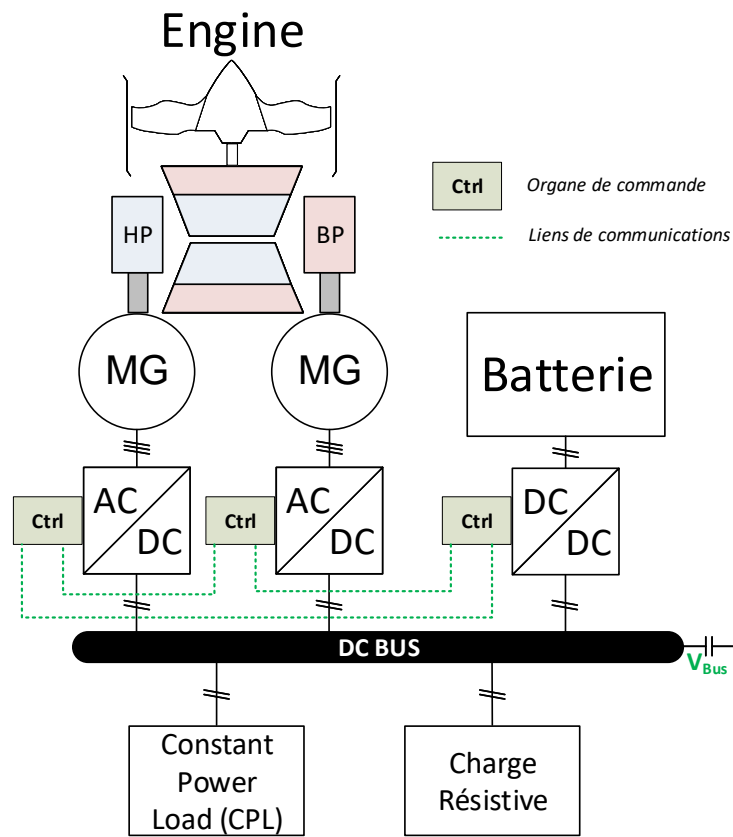 Engine
Ctrl
Organe de commande
Liens de communications
HP
BP
MG
MG
Batterie
Ctrl
AC
DC
Ctrl
AC
DC
Ctrl
DC
DC
DC BUS
VBus
Constant
Power
Load (CPL)
Charge
Résistive